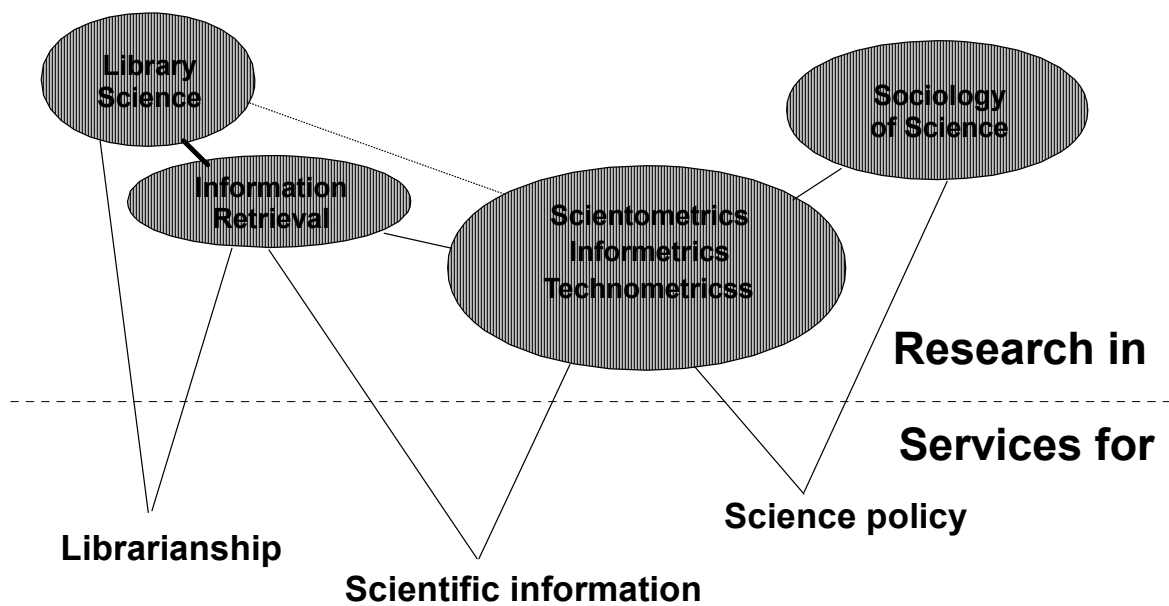 Library
Science
Sociology
of Science
Information
Retrieval
Scientometrics
Informetrics
Technometricss
Research in
Services for
Science policy
Librarianship
Scientific information